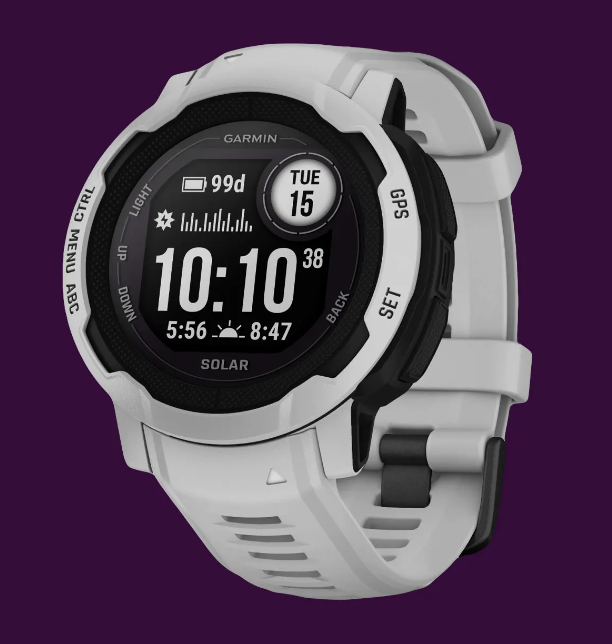 GARMIN
99d
TUE
15
LIGHT
CTRL
MENU
ABC
UP
DOWN
GPS
SET
BACK
10:10 38
5:56 8:47
SOLAR